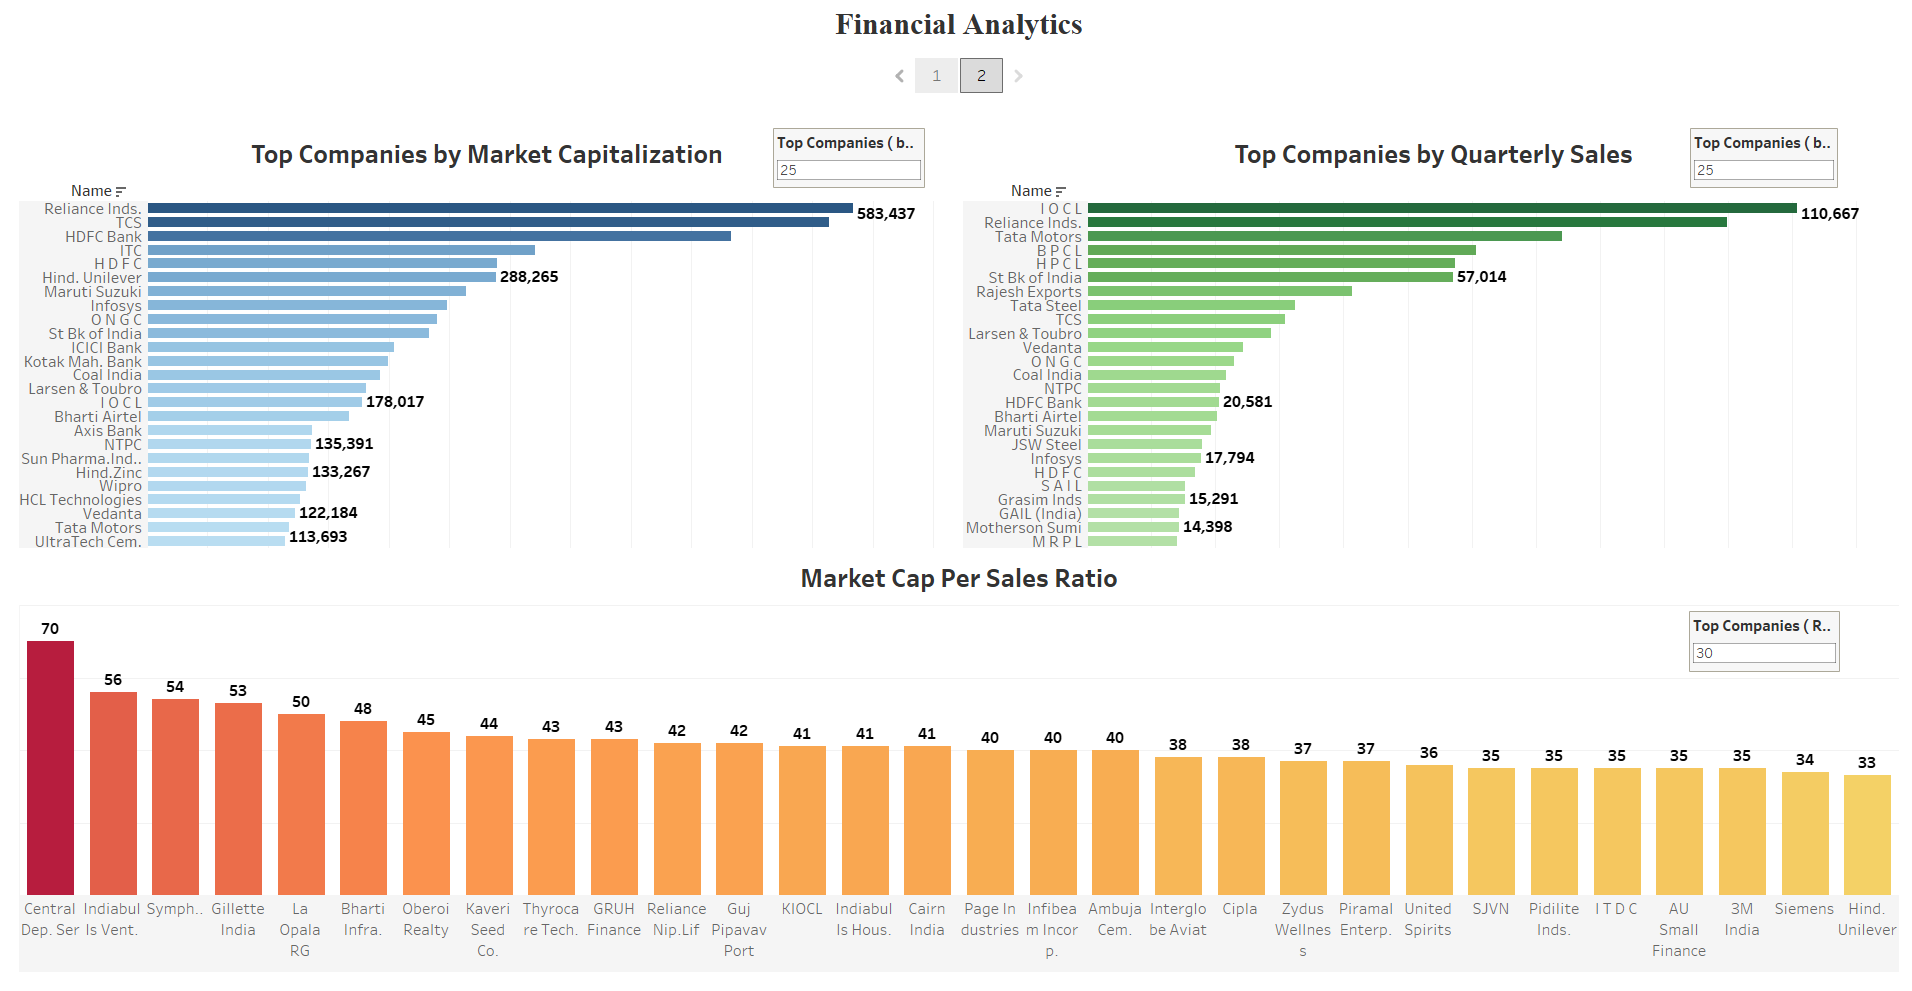 Financial Analytics
1
2
Top Companies by Market Capitalization
Top Companies ( b..
25
Name
Reliance Inds.
583,437
TCS
HDFC Bank
ITC
H D F C
Hind. Unilever
288,265
Maruti Suzuki
Infosys
O N G C
St Bk of India
ICICI Bank
Kotak Mah. Bank
Coal India
Larsen & Toubro
I O C L
178,017
Bharti Airtel
Axis Bank
NTPC
135,391
Sun Pharma.Ind..
Hind.Zinc
133,267
Wipro
HCL Technologies
Vedanta
122,184
Tata Motors
UltraTech Cem.
113,693
Top Companies by Quarterly Sales
Top Companies ( b..
25
Name
I O C L
110,667
Reliance Inds.
Tata Motors
B P C L
H P C L
St Bk of India
57,014
Rajesh Exports
Tata Steel
TCS
Larsen & Toubro
Vedanta
O N G C
Coal India
NTPC
HDFC Bank
20,581
Bharti Airtel
Maruti Suzuki
JSW Steel
Infosys
17,794
H D F C
S A I L
Grasim Inds
15,291
GAIL (India)
Motherson Sumi
14,398
M R P L
Market Cap Per Sales Ratio
Top Companies ( R..
30
70
56
54
53
50
48
45
44
43
43
42
42
41
41
41
40
40
40
38
38
37
37
36
35
35
35
35
35
34
33
Central
Dep. Ser
Indiabul
ls Vent.
Symph..
Gillette
India
La
Opala
RG
Bharti
Infra.
Oberoi
Realty
Kaveri
Seed
Co.
Thyroca
re Tech.
GRUH
Finance
Reliance
Nip.Lif
Guj
Pipavav
Port
KIOCL
Indiabul
ls Hous.
Cairn
India
Page In
dustries
Infibea
m Incor
p.
Ambuja
Cem.
Interglo
be Aviat
Cipla
Zydus
Wellnes
s
Piramal
Enterp.
United
Spirits
SJVN
Pidilite
Inds.
I T D C
AU
Small
Finance
3M
India
Siemens
Hind.
Unilever